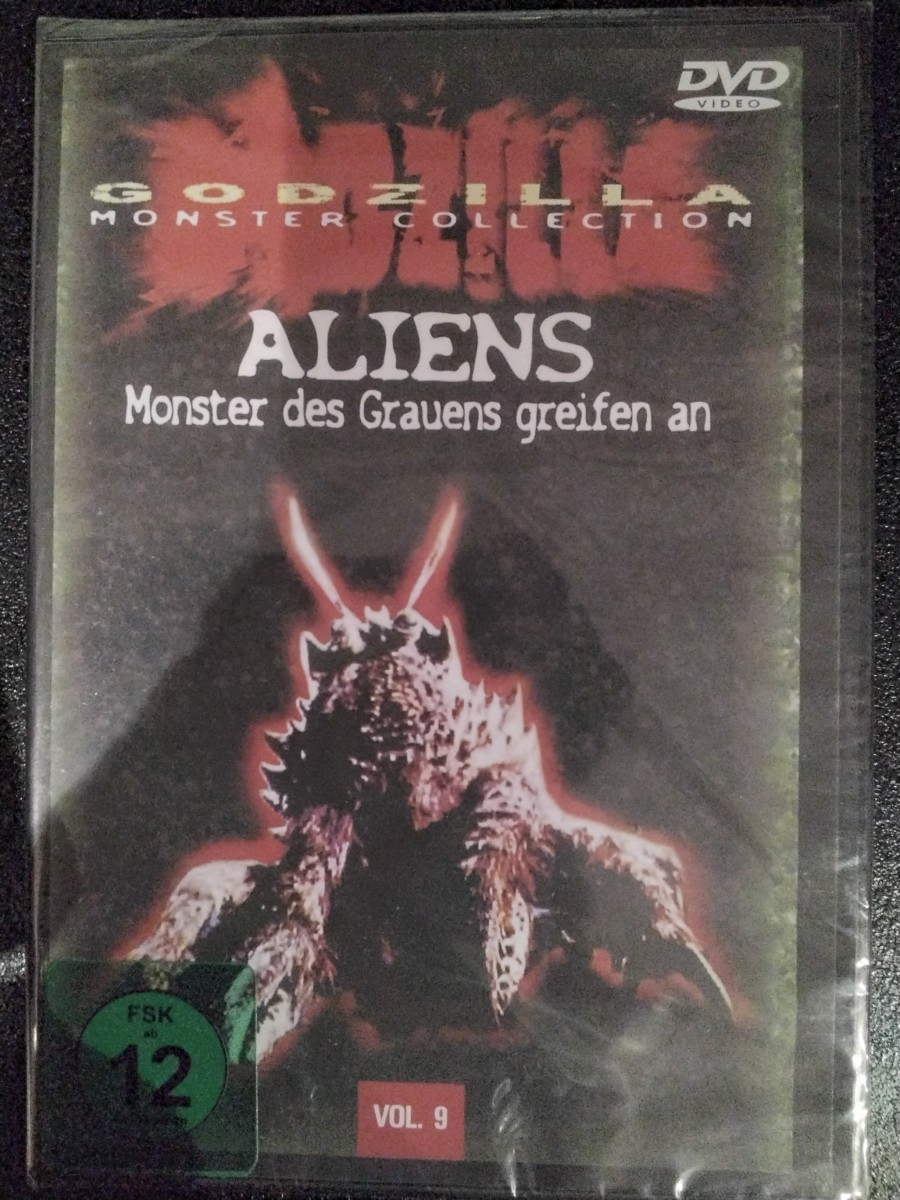 DVD
VIDEO
GODZILLA
MONSTER COLLECTION
ALIENS
Monster des Grauens greifen an
FSK
ab
12
VOL. 9